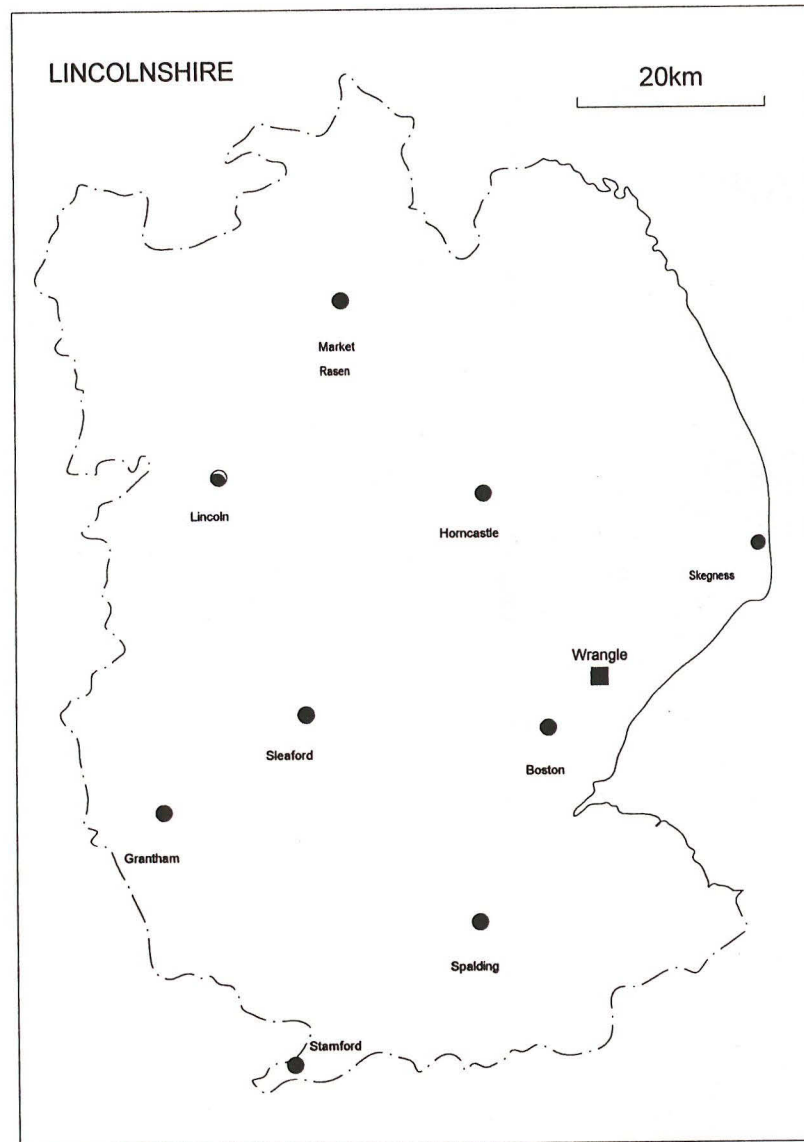 LINCOLNSHIRE
20km
Market
Rasen
Lincoln
Horncastle
Skegness
Wrangle
Sleaford
Boston
Grantham
Spalding
Stamford